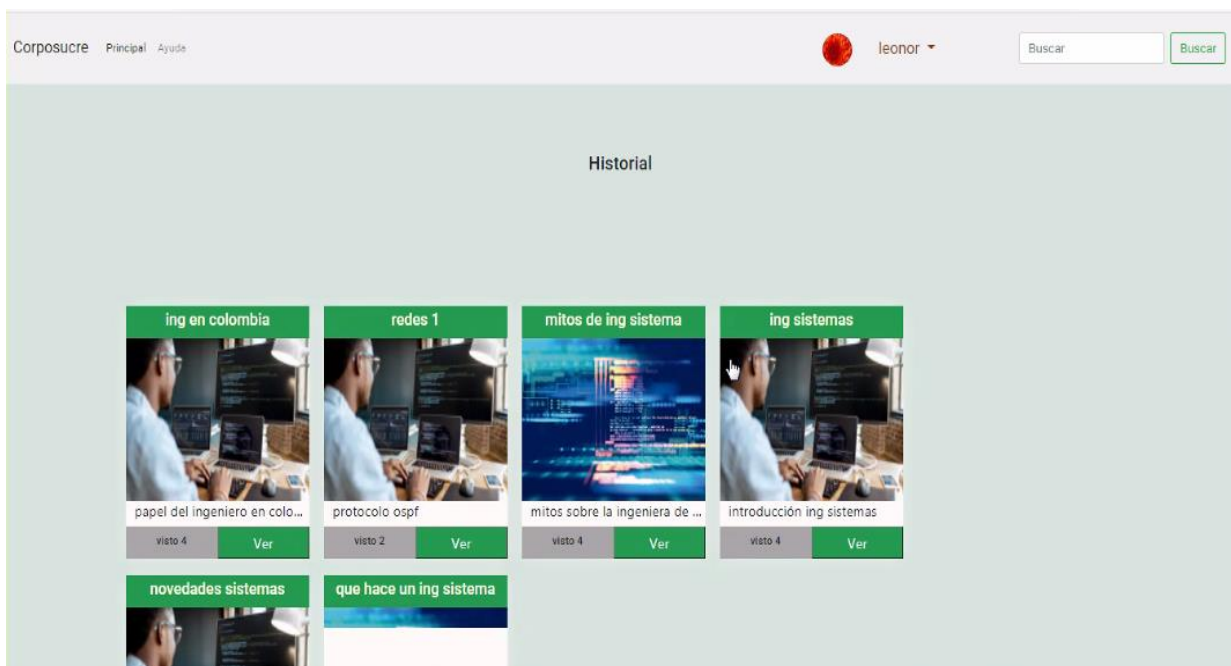 Corposucre Principal Ayuda leonor Buscar Buscar
Historial
ing en colombia redes 1 mitos de ing sistema ing sistemas
papel del ingeniero en colo... protocolo ospf mitos sobre la ingeniera de ... introducción ing sistemas
visto 4 Ver visto 2 Ver visto 4 Ver visto 4 Ver
novedades sistemas que hace un ing sistema